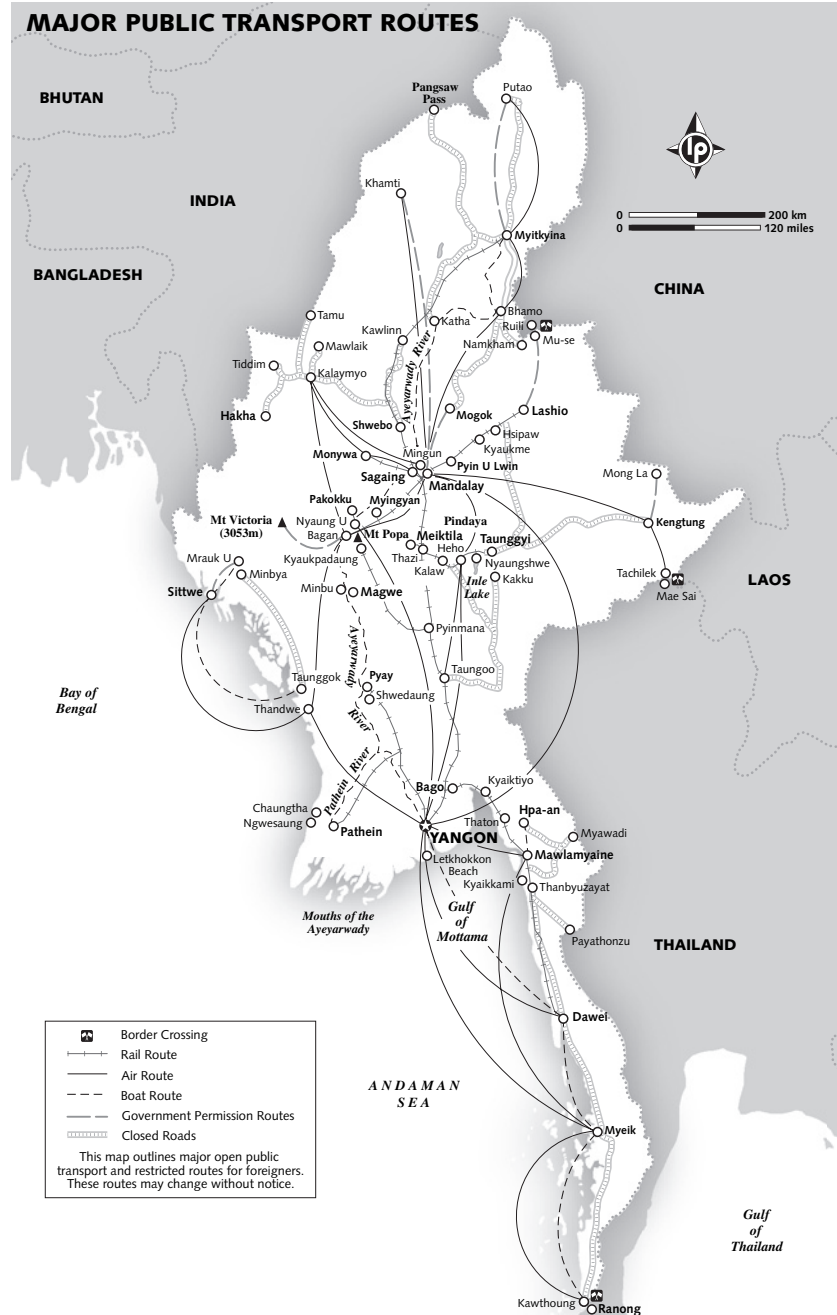 MAJOR PUBLIC TRANSPORT ROUTES
BHUTAN
Pangsaw
Pass
Putao
lp
Khamti
INDIA
0 200 km
0 120 miles
Myitkyina
BANGLADESH
CHINA
Tamu
Bhamo
Ruili
Katha
Kawlinn
Mu-se
Namkham
Mawlaik
Ayeyarwady River
Tiddim
Kalaymyo
Hakha
Mogok
Lashio
Shwebo
Hsipaw
Kyaukme
Monywa
Mingun
Pyin U Lwin
Sagaing
Mandalay
Mong La
Pakokku
Myingyan
Mt Victoria
(3053m)
Nyaung U
Bagan
Mt Popa
Meiktila
Pindaya
Kengtung
Kyaukpadaung
Thazi
Heho
Taunggyi
Kalaw
Nyaungshwe
Mrauk U
Minbya
Inle
Lake
Kakku
Tachilek
Mae Sai
LAOS
Sittwe
Minbu
Magwe
Ayeyarwady
River
Pyinmana
Taungoo
Bay of
Bengal
Taunggok
Pyay
Shwedaung
Thandwe
Pathein River
Bago
Kyaiktiyo
Chaungtha
Ngwesaung
Pathein
YANGON
Thaton
Hpa-an
Myawadi
Mawlamyaine
Letkhokkon
Beach
Kyaikkami
Thanbyuzayat
Mouths of the
Ayeyarwady
Gulf
of
Mottama
Payathonzu
THAILAND
Dawei
Border Crossing
Rail Route
Air Route
Boat Route
Government Permission Routes
Closed Roads
This map outlines major open public
transport and restricted routes for foreigners.
These routes may change without notice.
ANDAMAN
SEA
Myeik
Gulf
of
Thailand
Kawthoung
Ranong